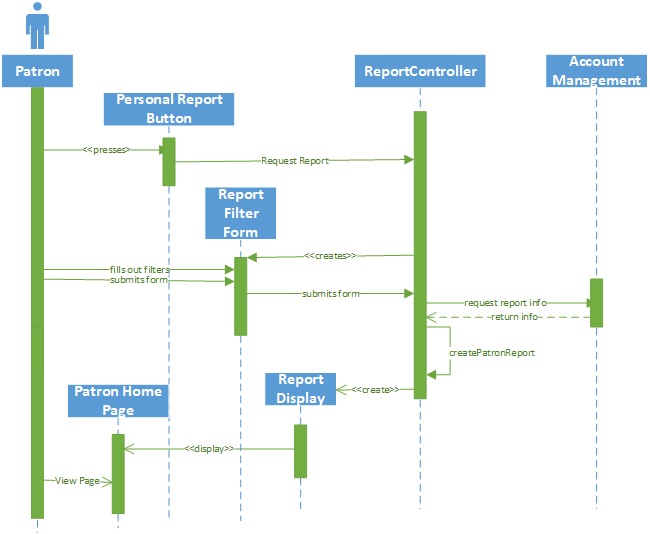 Patron
ReportController
Account
Management
Personal Report
Button
<<presses>
Request Report
Report
Filter
Form
<<creates>>
fills out filters
submits form
submits form
request report info
return info
createPatronReport
Report
Display
<<create>>
Patron Home
Page
<<display>>
View Page